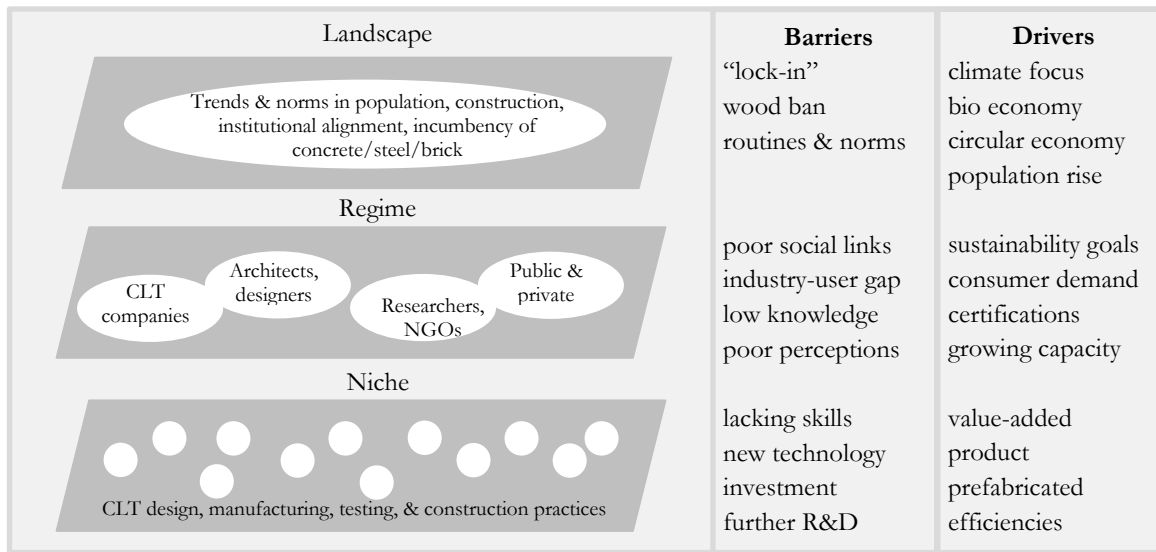 Landscape
Trends & norms in population, construction,
institutional alignment, incumbency of
concrete/steel/brick
Regime
CLT
companies
Architects,
designers
Researchers,
NGOs
Public &
private
Niche
CLT design, manufacturing, testing, & construction practices
Barriers
“lock-in”
wood ban
routines & norms
poor social links
industry-user gap
low knowledge
poor perceptions
lacking skills
new technology
investment
further R&D
Drivers
climate focus
bio economy
circular economy
population rise
sustainability goals
consumer demand
certifications
growing capacity
value-added
product
prefabricated
efficiencies